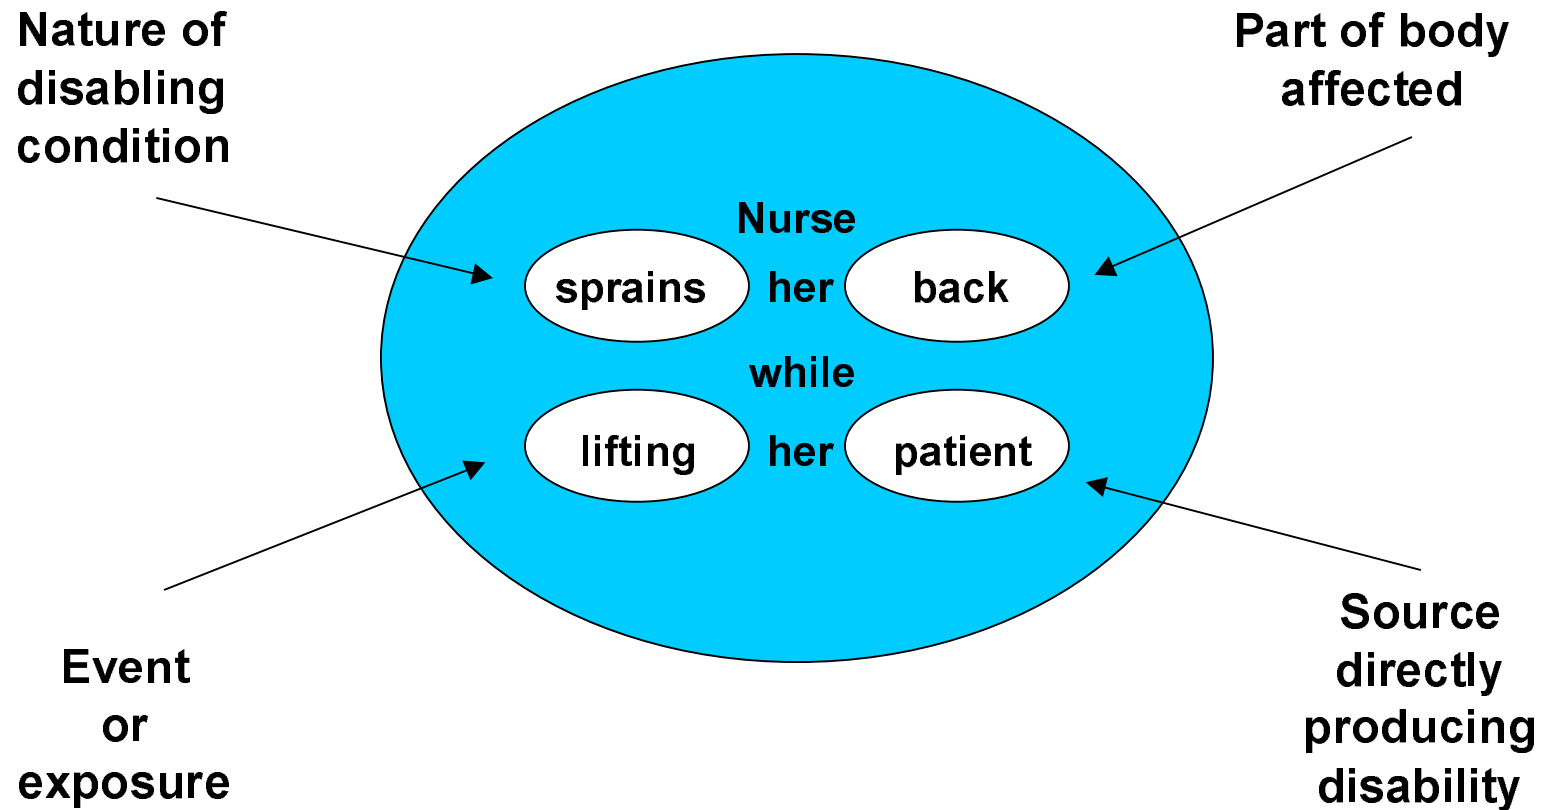 Nature of
disabling
condition
Part of body
affected
Nurse
sprains her back
while
lifting her patient
Event
or
exposure
Source
directly
producing
disability